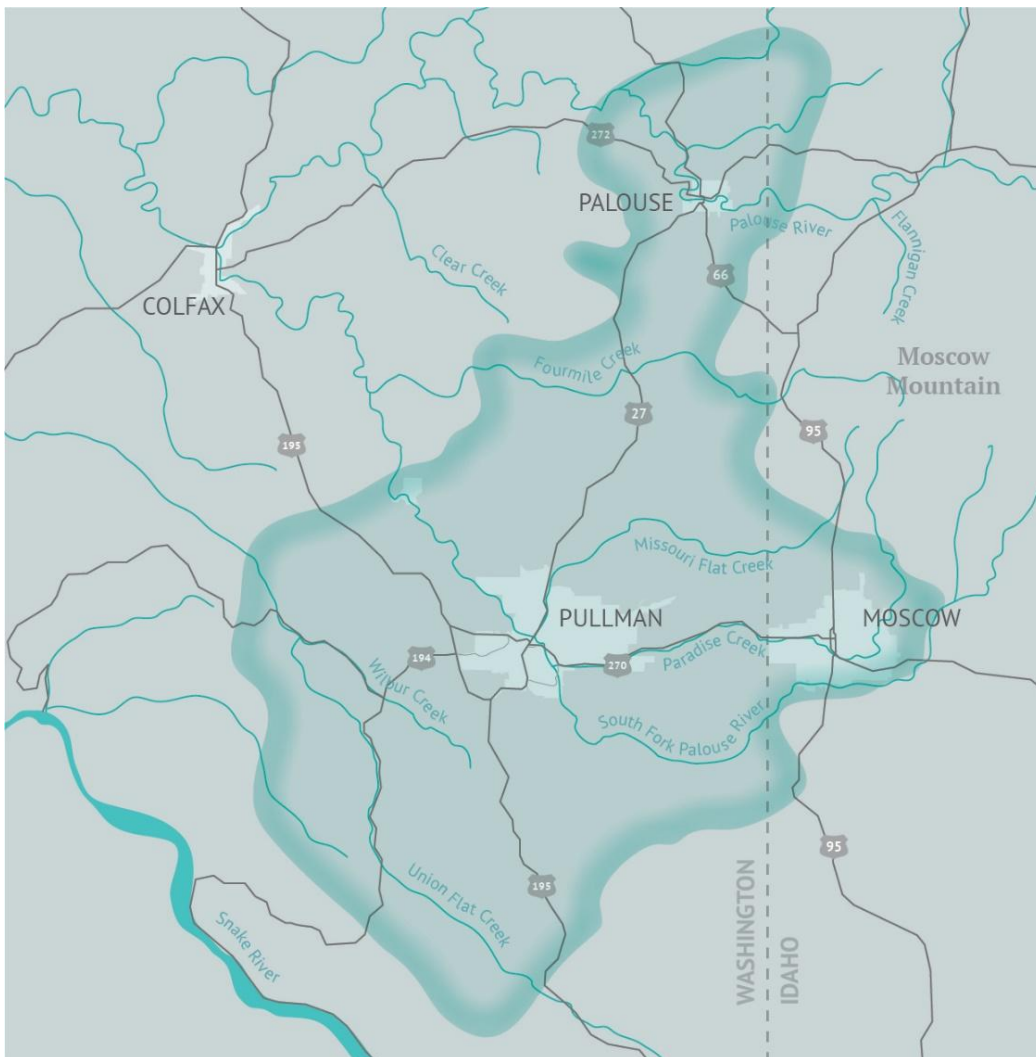 272
PALOUSE
Palouse River
Flannigan Creek
Clear Creek
66
COLFAX
Fourmile Creek
Moscow
Mountain
27
95
195
Missouri Flat Creek
PULLMAN
MOSCOW
194
270
Paradise Creek
Wilbur Creek
South Fork Palouse River
95
WASHINGTON
IDAHO
195
Union Flat Creek
Snake River